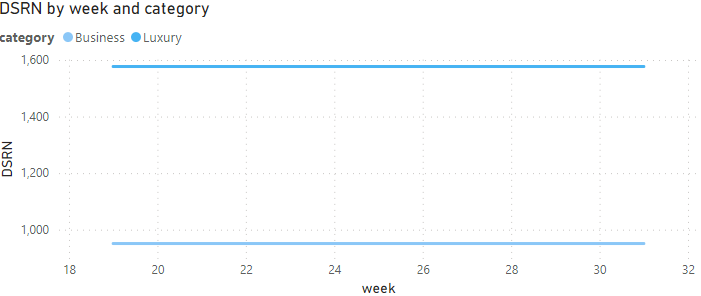 DSRN by week and category
category Business Luxury
1,600
1,400
1,200
1,000
DSRN
18 20 22 24 26 28 30 32
week